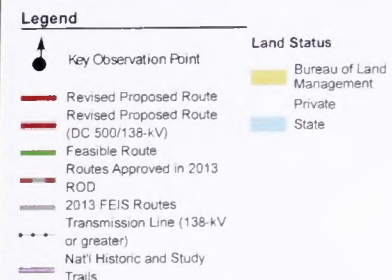 Legend
Key Observation Point
Revised Proposed Route
Revised Proposed Route
(DC 500/138-kV)
Feasible Route
Routes Approved in 2013
ROD
2013 FEIS Routes
Transmission Line (138-kV
or greater)
Nat'l Historic and Study
Trails
Land Status
Bureau of Land
Management
Private
State